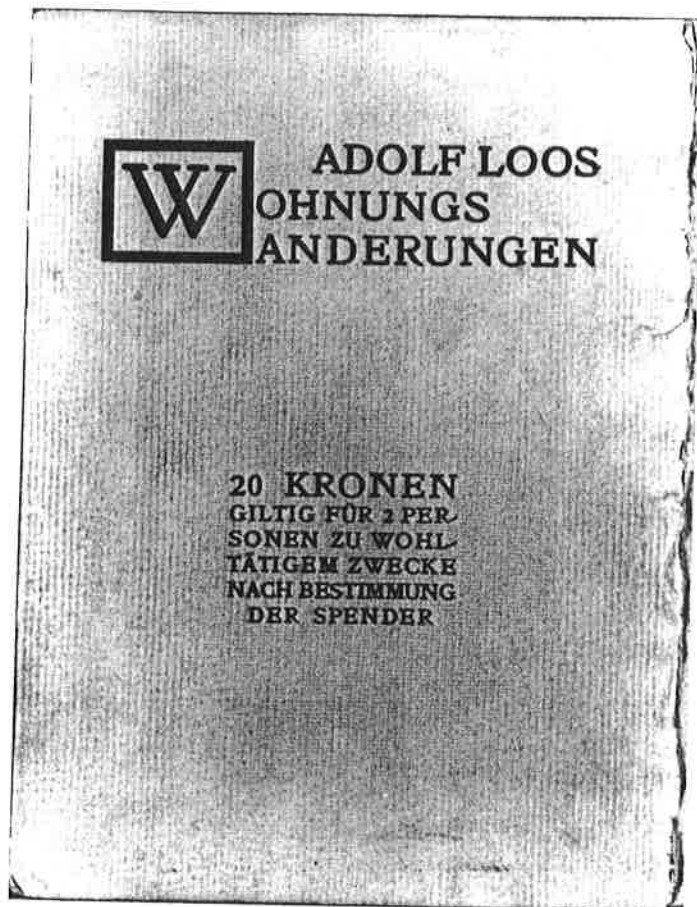 ADOLF LOOS
WOHNUNGS
WANDERUNGEN
20 KRONEN
GILTIG FÜR 2 PER-
SONEN ZU WOHL-
TÄTIGEM ZWECKE
NACH BESTIMMUNG
DER SPENDER